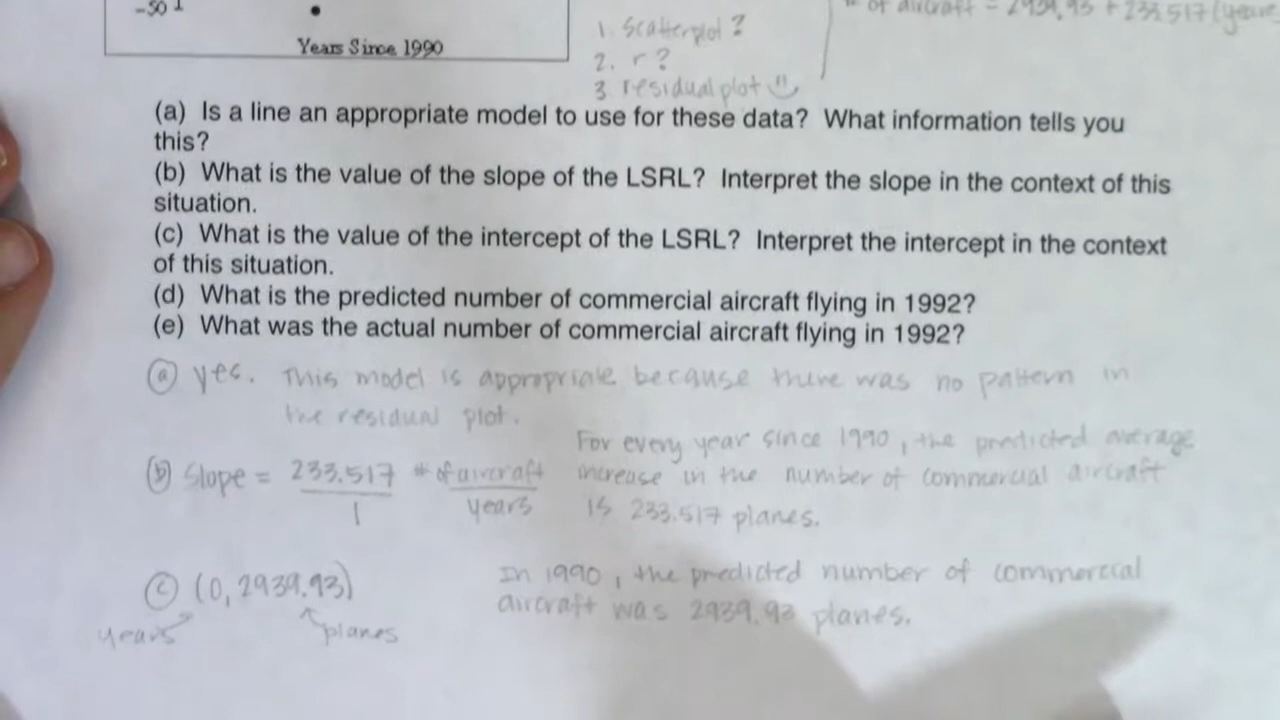 -50
Years Since 1990
1. Scatterplot?
2. r?
3 residual plot
# of aircraft = 2939.93 + 233.517 (years
(a) Is a line an appropriate model to use for these data? What information tells you
this?
(b) What is the value of the slope of the LSRL? Interpret the slope in the context of this
situation.
(c) What is the value of the intercept of the LSRL? Interpret the intercept in the context
of this situation.
(d) What is the predicted number of commercial aircraft flying in 1992?
(e) What was the actual number of commercial aircraft flying in 1992?
(a) yes. This model is appropriate because there was no pattern in
the residual plot.
(b) Slope = 233.517 # of aircraft
1 years
For every year since 1990, the predicted average
increase in the number of commercial aircraft
is 233.517 planes.
(c) (0, 2939.93)
years planes
In 1990, the predicted number of commercial
aircraft was 2939.93 planes.